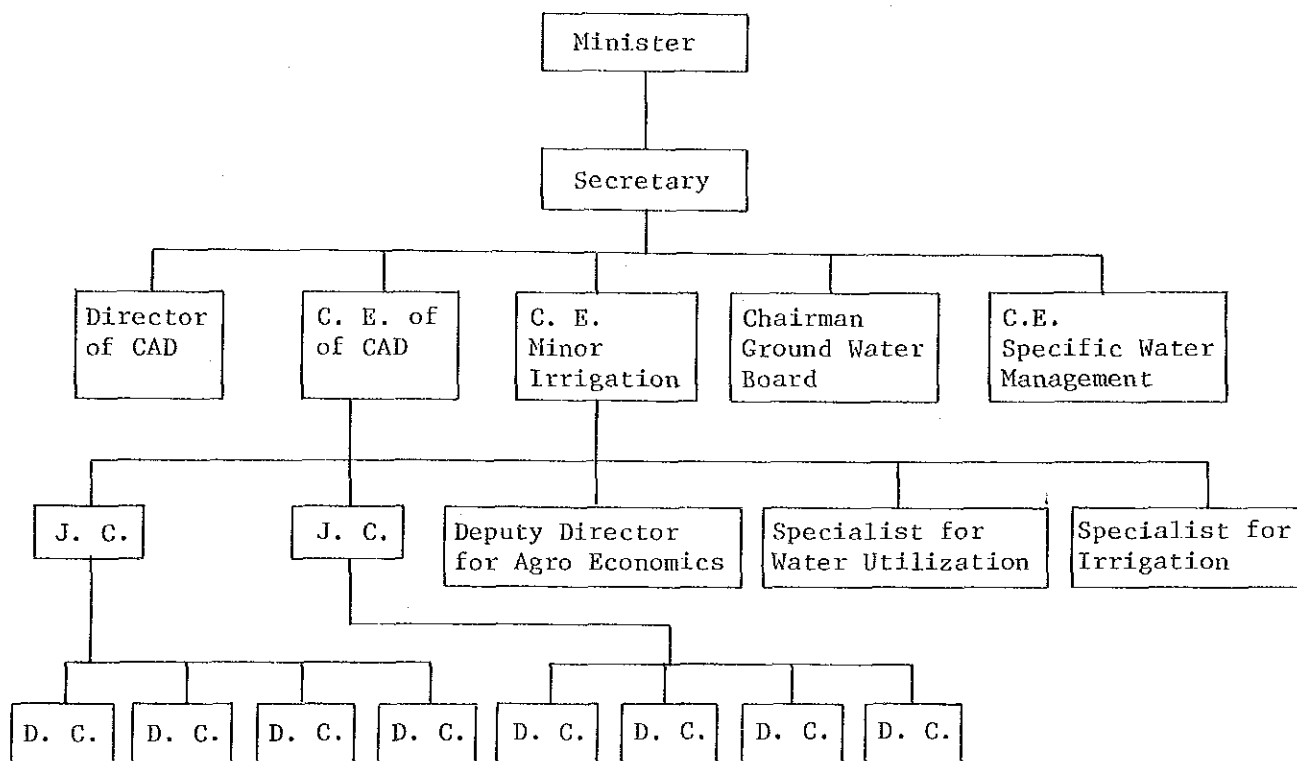 Minister
Secretary
Director
of CAD
C. E. of
of CAD
C. E.
Minor
Irrigation
Chairman
Ground Water
Board
C.E.
Specific Water
Management
J. C.
J. C.
Deputy Director
for Agro Economics
Specialist for
Water Utilization
Specialist for
Irrigation
D. C.
D. C.
D. C.
D. C.
D. C.
D. C.
D. C.
D. C.